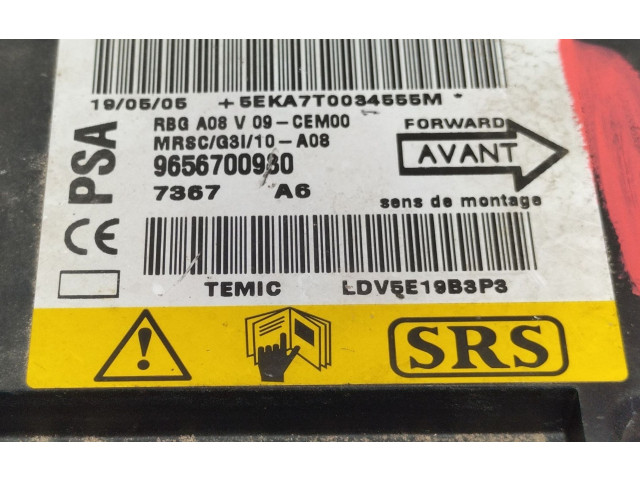 19/05/05 +5EKA7T0034555M *
PSA
RBG A08 V 09-CEM00
MRSC/G3I/10-A08
9656700980
7367 A6
FORWARD
AVANT
sens de montage
CE
TEMIC LDV5E19B3P3
SRS